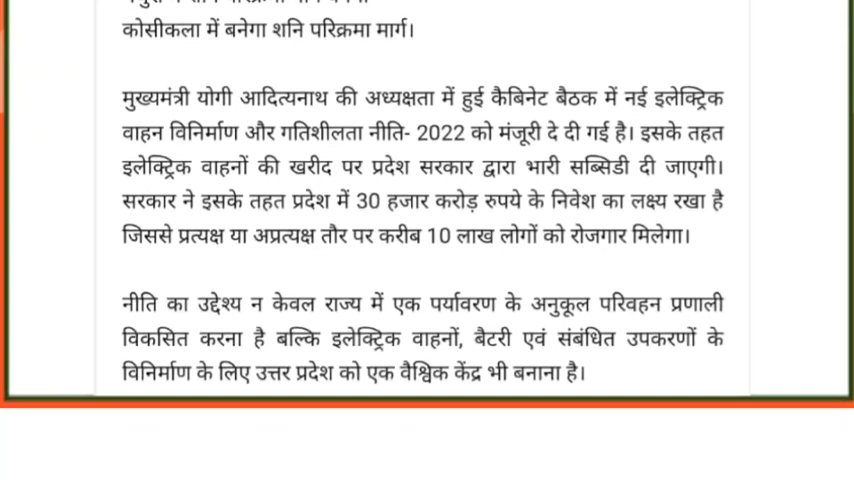 कोसीकला में बनेगा शनि परिक्रमा मार्ग।
मुख्यमंत्री योगी आदित्यनाथ की अध्यक्षता में हुई कैबिनेट बैठक में नई इलेक्ट्रिक
वाहन विनिर्माण और गतिशीलता नीति- 2022 को मंजूरी दे दी गई है। इसके तहत
इलेक्ट्रिक वाहनों की खरीद पर प्रदेश सरकार द्वारा भारी सब्सिडी दी जाएगी।
सरकार ने इसके तहत प्रदेश में 30 हजार करोड़ रुपये के निवेश का लक्ष्य रखा है
जिससे प्रत्यक्ष या अप्रत्यक्ष तौर पर करीब 10 लाख लोगों को रोजगार मिलेगा।
नीति का उद्देश्य न केवल राज्य में एक पर्यावरण के अनुकूल परिवहन प्रणाली
विकसित करना है बल्कि इलेक्ट्रिक वाहनों, बैटरी एवं संबंधित उपकरणों के
विनिर्माण के लिए उत्तर प्रदेश को एक वैश्विक केंद्र भी बनाना है।